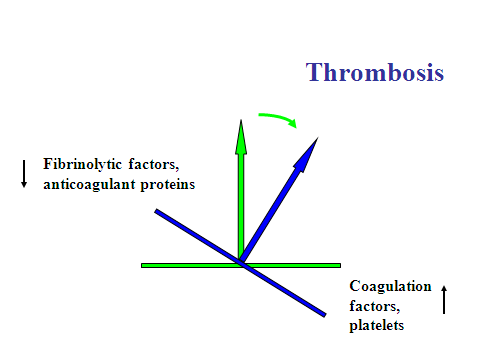 Thrombosis
Fibrinolytic factors,
anticoagulant proteins
Coagulation
factors,
platelets